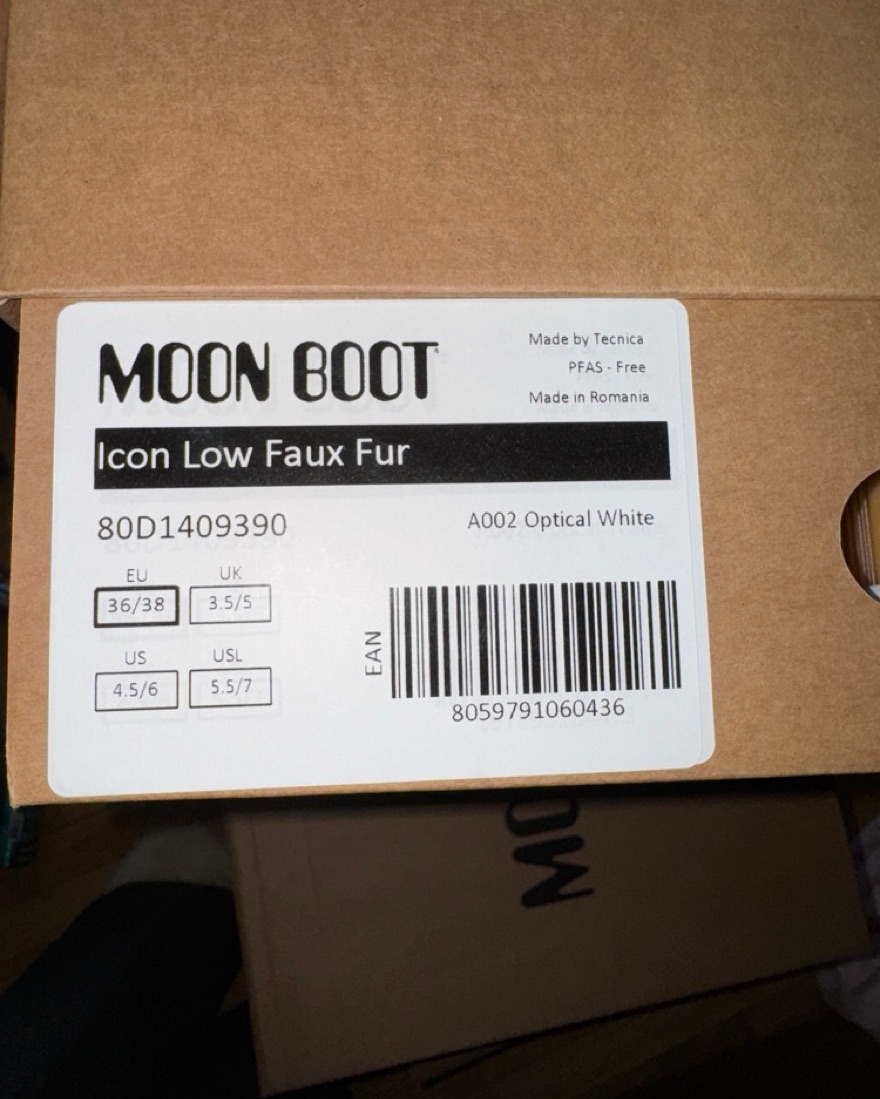 MOON BOOT
Made by Tecnica
PFAS - Free
Made in Romania
Icon Low Faux Fur
80D1409390
A002 Optical White
EU UK
36/38 3.5/5
US USL
4.5/6 5.5/7
EAN
8059791060436
MO